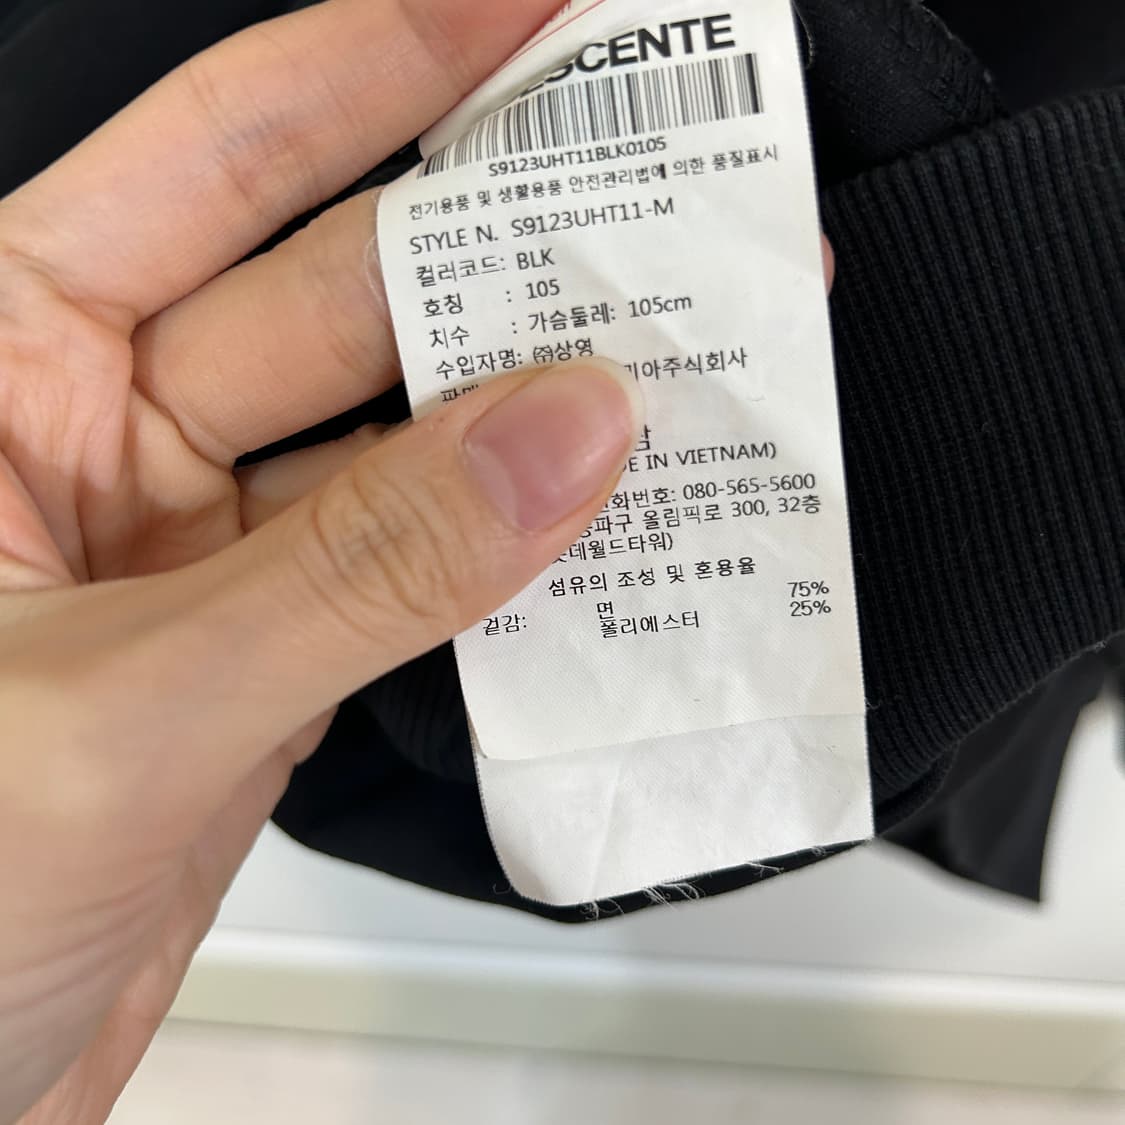 DESCENTE
S9123UHT11BLK0105
전기용품 및 생활용품 안전관리법에 의한 품질표시
STYLE N. S9123UHT11-M
컬러코드: BLK
호칭 : 105
치수 : 가슴둘레: 105cm
수입자명: ㈜상영
미아주식회사
IN VIETNAM)
화번호: 080-565-5600
파구 올림픽로 300, 32층
데월드타워)
섬유의 조성 및 혼용율
겉감: 면 75%
폴리에스터 25%